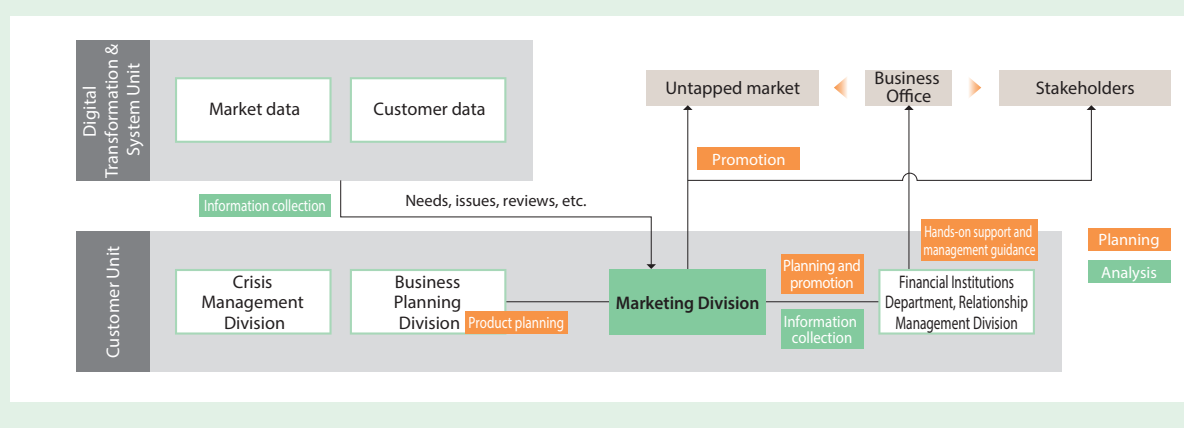 Digital
Transformation &
System Unit
Market data
Customer data
Untapped market
Business
Office
Stakeholders
Promotion
Information collection
Needs, issues, reviews, etc.
Customer Unit
Crisis
Management
Division
Business
Planning
Division
Product planning
Marketing Division
Planning and
promotion
Information
collection
Hands-on support and
management guidance
Financial Institutions
Department, Relationship
Management Division
Planning
Analysis